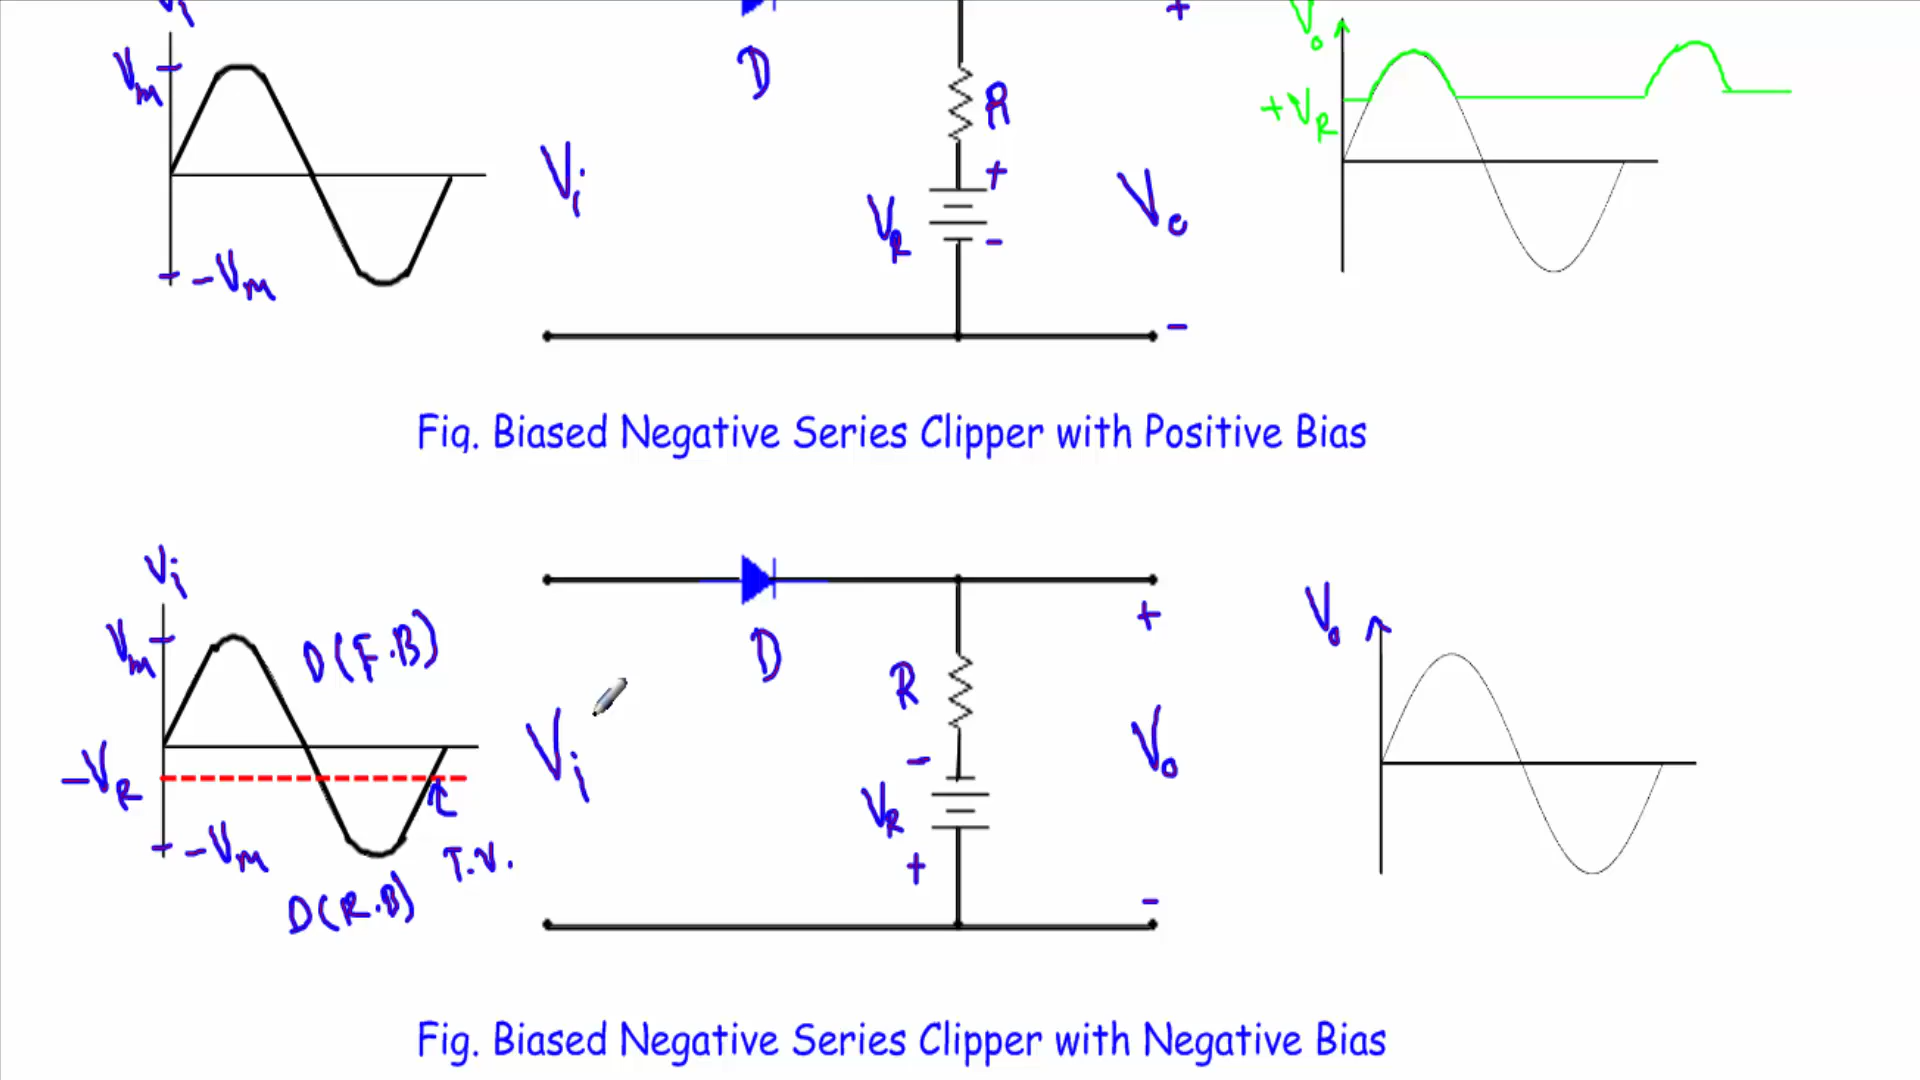 Vi
Vm
-Vm
Vi
D
R
+
VR
-
+
Vo
-
Vo
+VR
Fig. Biased Negative Series Clipper with Positive Bias
Vi
Vm
D(F.B)
-VR
-Vm
T.V.
D(R.B)
Vi
D
R
-
VR
+
+
Vo
-
Vo
Fig. Biased Negative Series Clipper with Negative Bias